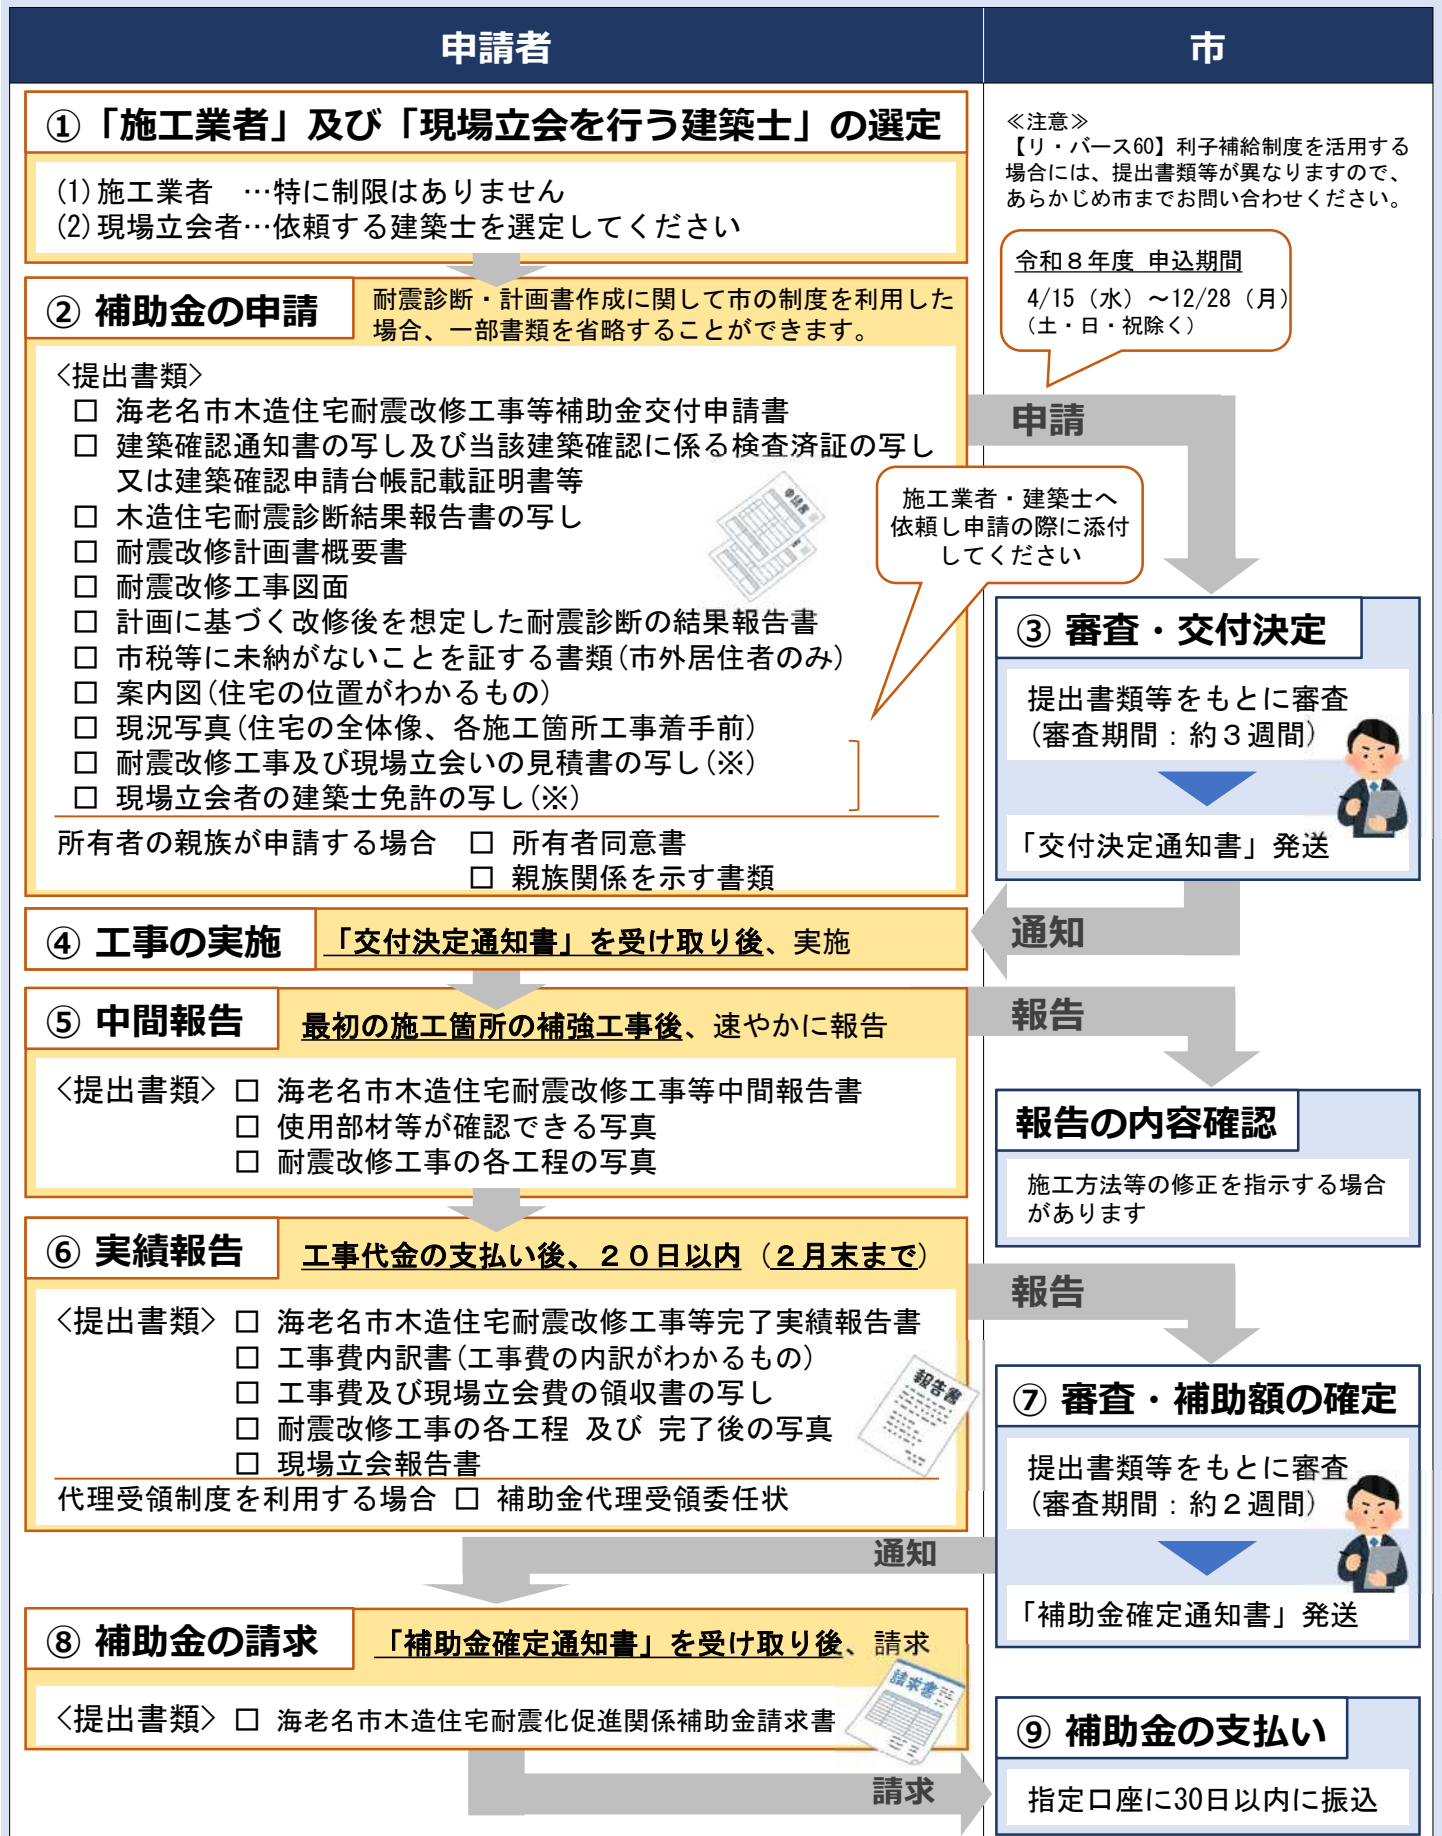 申請者
市
①「施工業者」及び「現場立会を行う建築士」の選定
(1)施工業者　…特に制限はありません
(2)現場立会者…依頼する建築士を選定してください
≪注意≫
【リ・バース60】利子補給制度を活用する
場合には、提出書類等が異なりますので、
あらかじめ市までお問い合わせください。
令和８年度 申込期間
4/15（水）～12/28（月）
（土・日・祝除く）
② 補助金の申請
耐震診断・計画書作成に関して市の制度を利用した
場合、一部書類を省略することができます。
<提出書類>
□ 海老名市木造住宅耐震改修工事等補助金交付申請書
□ 建築確認通知書の写し及び当該建築確認に係る検査済証の写し
又は建築確認申請台帳記載証明書等
□ 木造住宅耐震診断結果報告書の写し
□ 耐震改修計画書概要書
□ 耐震改修工事図面
□ 計画に基づく改修後を想定した耐震診断の結果報告書
□ 市税等に未納がないことを証する書類(市外居住者のみ)
□ 案内図(住宅の位置がわかるもの)
□ 現況写真(住宅の全体像、各施工箇所工事着手前)
□ 耐震改修工事及び現場立会いの見積書の写し(※)
□ 現場立会者の建築士免許の写し(※)
所有者の親族が申請する場合　□ 所有者同意書
□ 親族関係を示す書類
申請書
申請
施工業者・建築士へ
依頼し申請の際に添付
してください
③ 審査・交付決定
提出書類等をもとに審査
(審査期間：約３週間)
「交付決定通知書」発送
通知
④ 工事の実施
「交付決定通知書」を受け取り後、実施
⑤ 中間報告
最初の施工箇所の補強工事後、速やかに報告
<提出書類> □ 海老名市木造住宅耐震改修工事等中間報告書
□ 使用部材等が確認できる写真
□ 耐震改修工事の各工程の写真
報告
報告の内容確認
施工方法等の修正を指示する場合
があります
⑥ 実績報告
工事代金の支払い後、２０日以内（２月末まで）
<提出書類> □ 海老名市木造住宅耐震改修工事等完了実績報告書
□ 工事費内訳書(工事費の内訳がわかるもの)
□ 工事費及び現場立会費の領収書の写し
□ 耐震改修工事の各工程 及び 完了後の写真
□ 現場立会報告書
代理受領制度を利用する場合 □ 補助金代理受領委任状
報告書
報告
⑦ 審査・補助額の確定
提出書類等をもとに審査
(審査期間：約２週間)
「補助金確定通知書」発送
通知
⑧ 補助金の請求
「補助金確定通知書」を受け取り後、請求
<提出書類> □ 海老名市木造住宅耐震化促進関係補助金請求書
請求書
請求
⑨ 補助金の支払い
指定口座に30日以内に振込